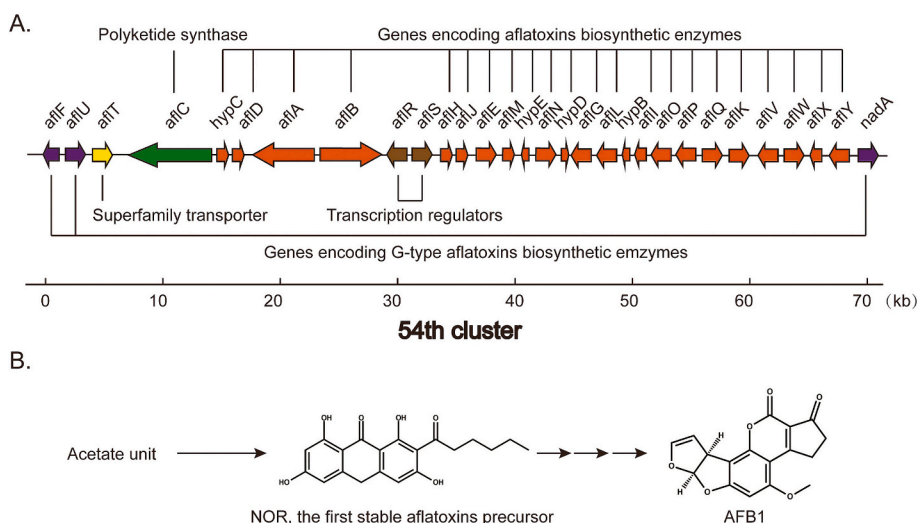 A.
Polyketide synthase
Genes encoding aflatoxins biosynthetic enzymes
aflF aflU aflT aflC hypC aflD aflA aflB aflR aflS aflH aflJ aflE aflM hypE aflN hypD aflG aflL hypB aflI aflO aflP aflQ aflK aflV aflW aflX aflY nadA
Superfamily transporter
Transcription regulators
Genes encoding G-type aflatoxins biosynthetic emzymes
0 10 20 30 40 50 60 70 (kb)
54th cluster
B.
OH O OH O
O O
O
H
Acetate unit
O
HO OH
H O O
NOR, the first stable aflatoxins precursor
AFB1